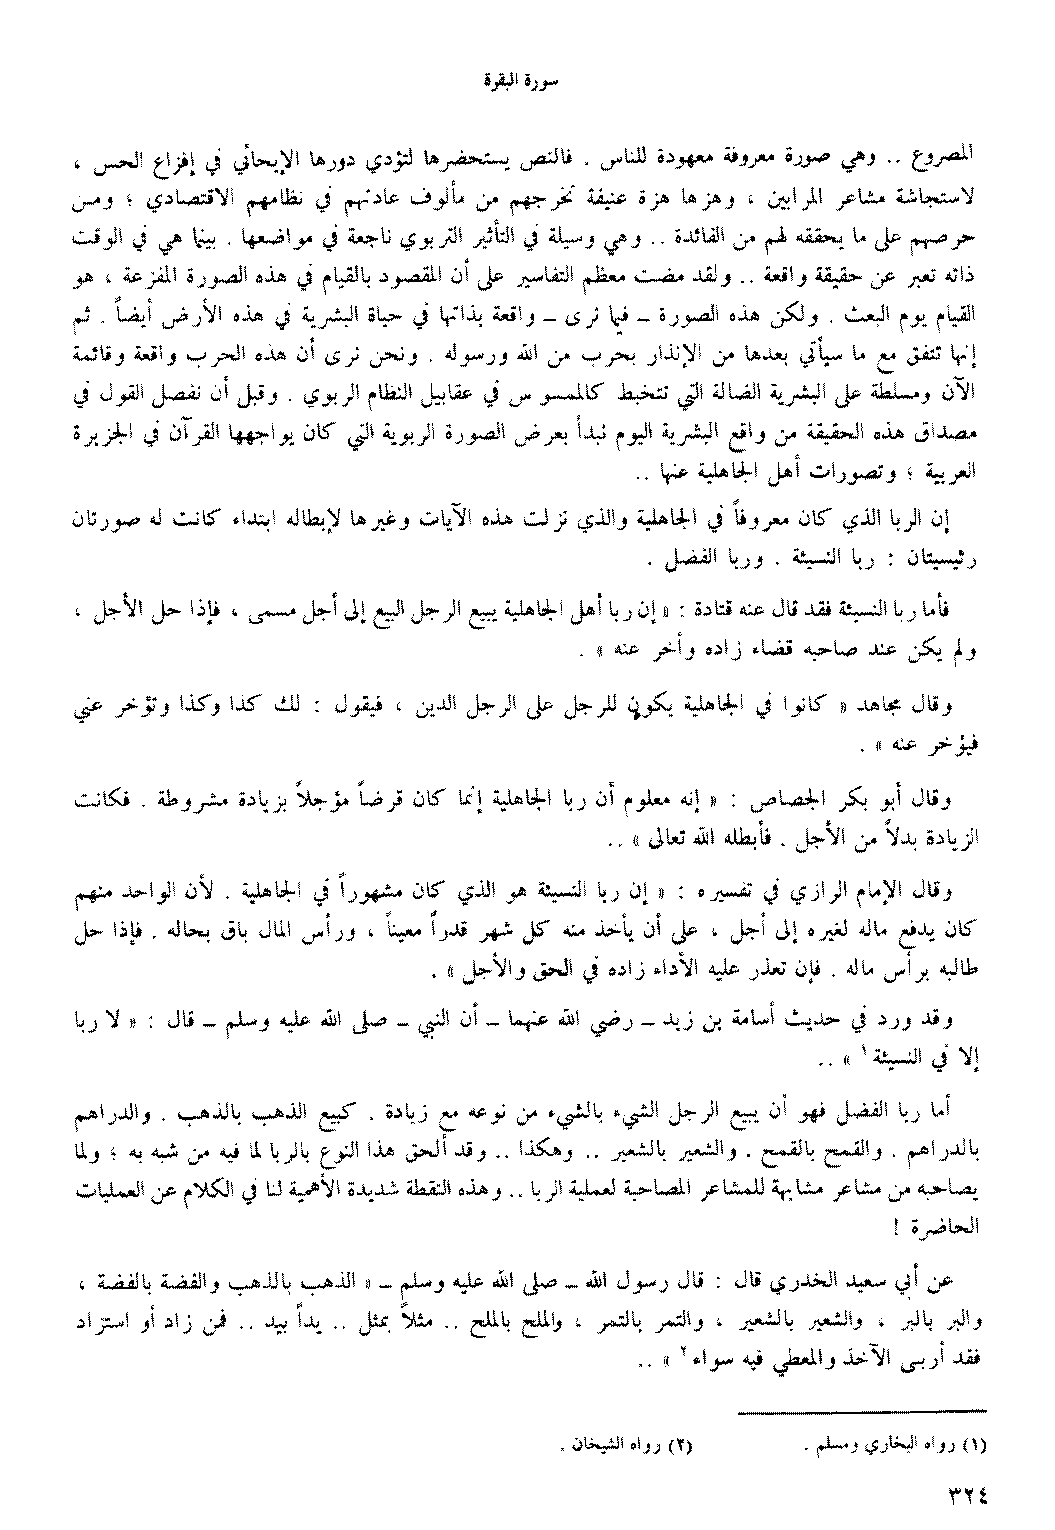 سورة البقرة
المصروع .. وهي صورة معروفة معهودة للناس . فالنص يستحضرها لتؤدي دورها الإيحائي في إفزاع الحس ،
لاستجاشة مشاعر المرابين ، وهزها هزة عنيفة تخرجهم من مألوف عادتهم في نظامهم الاقتصادي ؛ ومن
حرصهم على ما يحققه لهم من الفائدة .. وهي وسيلة في التأثير التربوي ناجعة في مواضعها . بينما هي في الوقت
ذاته تعبر عن حقيقة واقعة .. ولقد مضت معظم التفاسير على أن المقصود بالقيام في هذه الصورة المفزعة ، هو
القيام يوم البعث . ولكن هذه الصورة – فيما نرى – واقعة بذاتها في حياة البشرية في هذه الأرض أيضاً . ثم
إنها تتفق مع ما سيأتي بعدها من الإنذار بحرب من الله ورسوله . ونحن نرى أن هذه الحرب واقعة وقائمة
الآن ومسلطة على البشرية الضالة التي تتخبط كالممسوس في عقابيل النظام الربوي . وقبل أن نفصل القول في
مصداق هذه الحقيقة من واقع البشرية اليوم نبدأ بعرض الصورة الربوية التي كان يواجهها القرآن في الجزيرة
العربية ؛ وتصورات أهل الجاهلية عنها ..
إن الربا الذي كان معروفاً في الجاهلية والذي نزلت هذه الآيات وغيرها لإبطاله ابتداء كانت له صورتان
رئيسيتان : ربا النسيئة . وربا الفضل .
فأما ربا النسيئة فقد قال عنه قتادة : « إن ربا أهل الجاهلية يبيع الرجل البيع إلى أجل مسمى ، فإذا حل الأجل ،
ولم يكن عند صاحبه قضاء زاده وأخر عنه » .
وقال مجاهد « كانوا في الجاهلية يكون للرجل على الرجل الدين ، فيقول : لك كذا وكذا وتؤخر عني
فيؤخر عنه » .
وقال أبو بكر الجصاص : « إنه معلوم أن ربا الجاهلية إنما كان قرضاً مؤجلاً بزيادة مشروطة . فكانت
الزيادة بدلاً من الأجل . فأبطله الله تعالى » ..
وقال الإمام الرازي في تفسيره : « إن ربا النسيئة هو الذي كان مشهوراً في الجاهلية . لأن الواحد منهم
كان يدفع ماله لغيره إلى أجل ، على أن يأخذ منه كل شهر قدراً معيناً ، ورأس المال باق بحاله . فإذا حل
طالبه برأس ماله . فإن تعذر عليه الأداء زاده في الحق والأجل » .
وقد ورد في حديث أسامة بن زيد – رضي الله عنهما – أن النبي – صلى الله عليه وسلم – قال : « لا ربا
إلا في النسيئة ١ » ..
أما ربا الفضل فهو أن يبيع الرجل الشيء بالشيء من نوعه مع زيادة . كبيع الذهب بالذهب . والدراهم
بالدراهم . والقمح بالقمح . والشعير بالشعير .. وهكذا .. وقد ألحق هذا النوع بالربا لما فيه من شبه به ؛ ولما
يصاحبه من مشاعر مشابهة للمشاعر المصاحبة لعملية الربا .. وهذه النقطة شديدة الأهمية لنا في الكلام عن العمليات
الحاضرة !
عن أبي سعيد الخدري قال : قال رسول الله – صلى الله عليه وسلم – « الذهب بالذهب والفضة بالفضة ،
والبر بالبر ، والشعير بالشعير ، والتمر بالتمر ، والملح بالملح .. مثلاً بمثل .. يداً بيد .. فمن زاد أو استزاد
فقد أربى الآخذ والمعطي فيه سواء ٢ » ..
(١) رواه البخاري ومسلم . (٢) رواه الشيخان .
٣٢٤